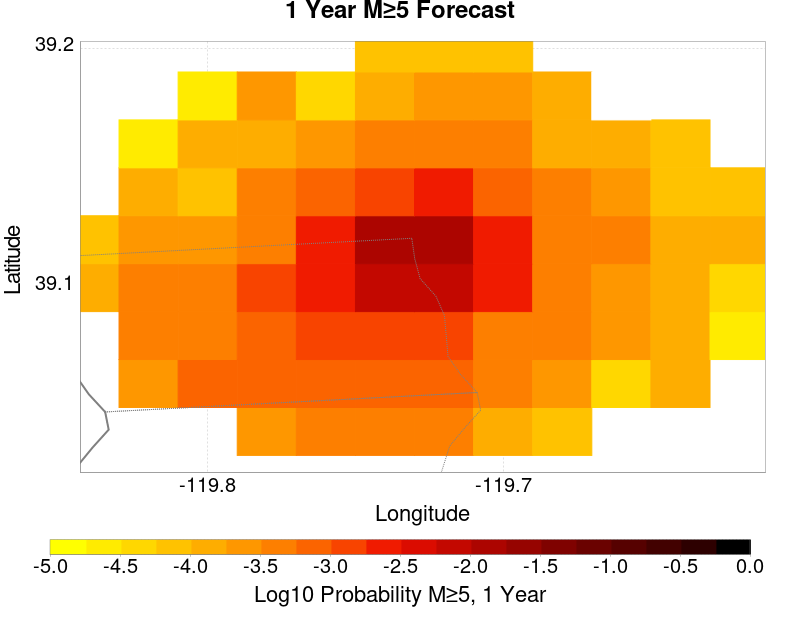 1 Year M≥5 Forecast
39.2
39.1
Latitude
-119.8 -119.7
Longitude
-5.0 -4.5 -4.0 -3.5 -3.0 -2.5 -2.0 -1.5 -1.0 -0.5 0.0
Log10 Probability M≥5, 1 Year